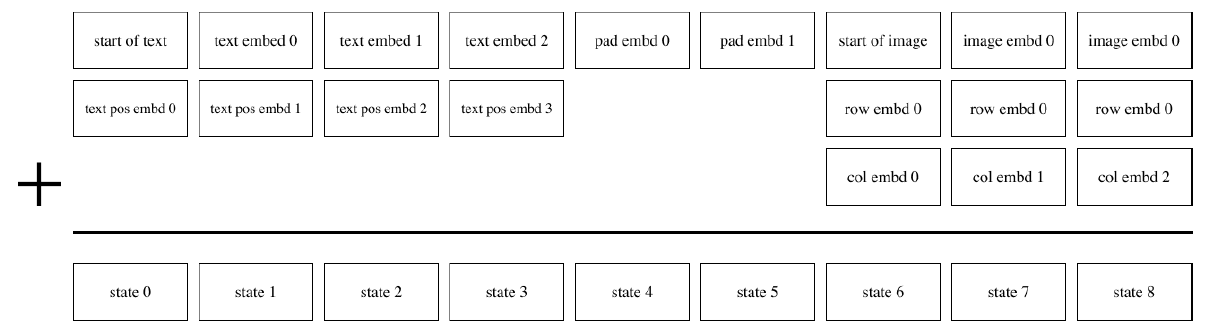 start of text text embed 0 text embed 1 text embed 2 pad embd 0 pad embd 1 start of image image embd 0 image embd 0
text pos embd 0 text pos embd 1 text pos embd 2 text pos embd 3 row embd 0 row embd 0 row embd 0
+ col embd 0 col embd 1 col embd 2
state 0 state 1 state 2 state 3 state 4 state 5 state 6 state 7 state 8